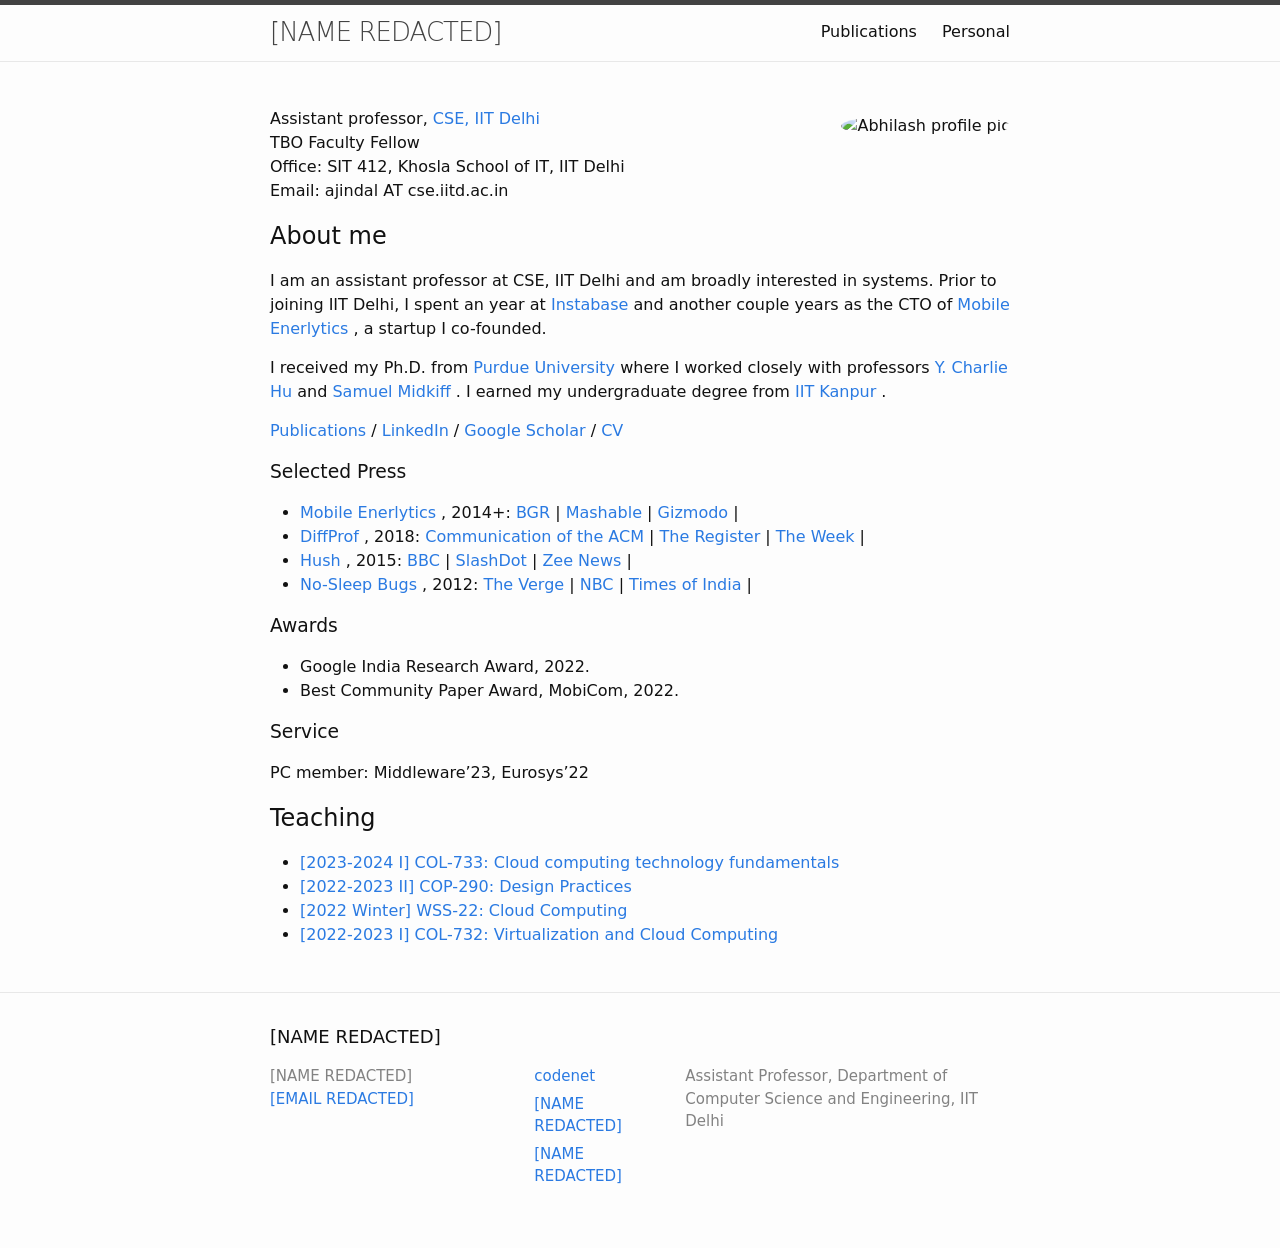 [NAME REDACTED]
Publications Personal
Assistant professor, CSE, IIT Delhi
TBO Faculty Fellow
Office: SIT 412, Khosla School of IT, IIT Delhi
Email: ajindal AT cse.iitd.ac.in
Abhilash profile pic
About me
I am an assistant professor at CSE, IIT Delhi and am broadly interested in systems. Prior to
joining IIT Delhi, I spent an year at Instabase and another couple years as the CTO of Mobile
Enerlytics , a startup I co-founded.
I received my Ph.D. from Purdue University where I worked closely with professors Y. Charlie
Hu and Samuel Midkiff . I earned my undergraduate degree from IIT Kanpur .
Publications / LinkedIn / Google Scholar / CV
Selected Press
• Mobile Enerlytics , 2014+: BGR | Mashable | Gizmodo |
• DiffProf , 2018: Communication of the ACM | The Register | The Week |
• Hush , 2015: BBC | SlashDot | Zee News |
• No-Sleep Bugs , 2012: The Verge | NBC | Times of India |
Awards
• Google India Research Award, 2022.
• Best Community Paper Award, MobiCom, 2022.
Service
PC member: Middleware’23, Eurosys’22
Teaching
• [2023-2024 I] COL-733: Cloud computing technology fundamentals
• [2022-2023 II] COP-290: Design Practices
• [2022 Winter] WSS-22: Cloud Computing
• [2022-2023 I] COL-732: Virtualization and Cloud Computing
[NAME REDACTED]
[NAME REDACTED]
[EMAIL REDACTED]
codenet
[NAME
REDACTED]
[NAME
REDACTED]
Assistant Professor, Department of
Computer Science and Engineering, IIT
Delhi